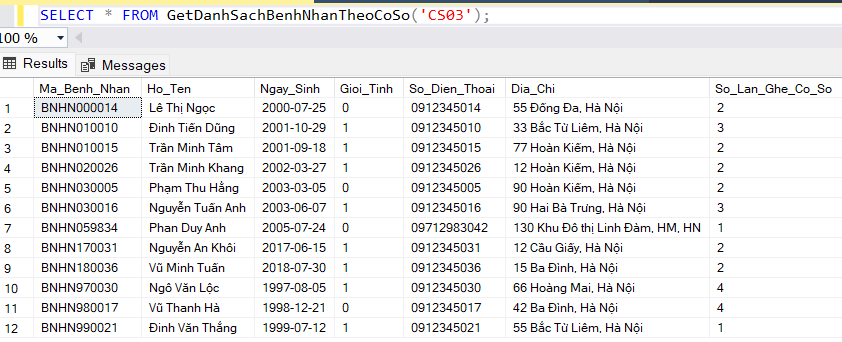 SELECT * FROM GetDanhSachBenhNhanTheoCoSo('CS03');
100 %
Results Messages
Ma_Benh_Nhan Ho_Ten Ngay_Sinh Gioi_Tinh So_Dien_Thoai Dia_Chi So_Lan_Ghe_Co_So
1 BNHN000014 Lê Thị Ngọc 2000-07-25 0 0912345014 55 Đống Đa, Hà Nội 2
2 BNHN010010 Đinh Tiến Dũng 2001-10-29 1 0912345010 33 Bắc Từ Liêm, Hà Nội 3
3 BNHN010015 Trần Minh Tâm 2001-09-18 1 0912345015 77 Hoàn Kiếm, Hà Nội 2
4 BNHN020026 Trần Minh Khang 2002-03-27 1 0912345026 12 Hoàn Kiếm, Hà Nội 2
5 BNHN030005 Phạm Thu Hằng 2003-03-05 0 0912345005 90 Hoàn Kiếm, Hà Nội 2
6 BNHN030016 Nguyễn Tuấn Anh 2003-06-07 1 0912345016 90 Hai Bà Trưng, Hà Nội 3
7 BNHN059834 Phan Duy Anh 2005-07-24 0 09712983042 130 Khu Đô thị Linh Đàm, HM, HN 1
8 BNHN170031 Nguyễn An Khôi 2017-06-15 1 0912345031 12 Cầu Giấy, Hà Nội 2
9 BNHN180036 Vũ Minh Tuấn 2018-07-30 1 0912345036 15 Ba Đình, Hà Nội 2
10 BNHN970030 Ngô Văn Lộc 1997-08-05 1 0912345030 66 Hoàng Mai, Hà Nội 4
11 BNHN980017 Vũ Thanh Hà 1998-12-21 0 0912345017 42 Ba Đình, Hà Nội 4
12 BNHN990021 Đinh Văn Thắng 1999-07-12 1 0912345021 55 Bắc Từ Liêm, Hà Nội 1